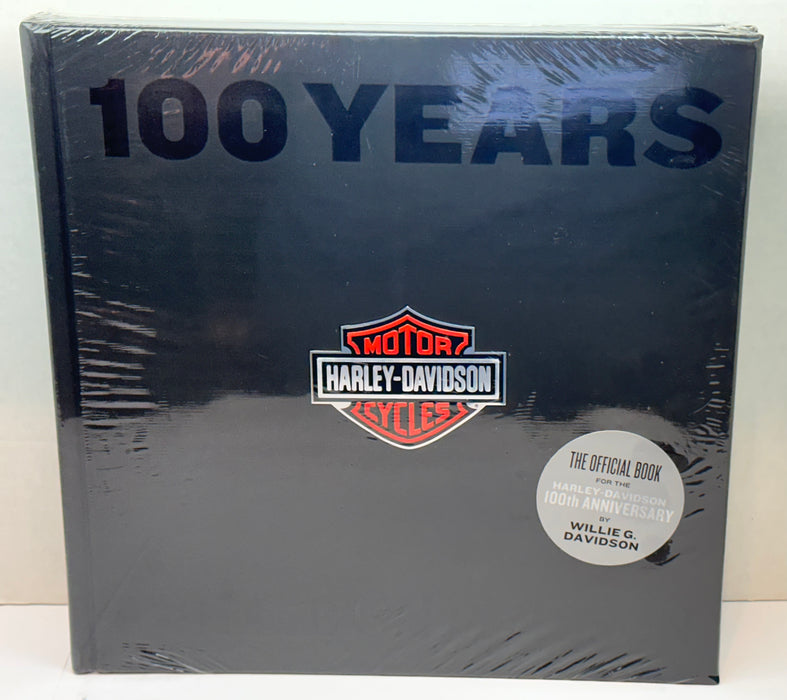 100 YEARS
MOTOR
HARLEY-DAVIDSON
CYCLES
THE OFFICIAL BOOK
FOR THE
HARLEY-DAVIDSON
100th ANNIVERSARY
BY
WILLIE G.
DAVIDSON